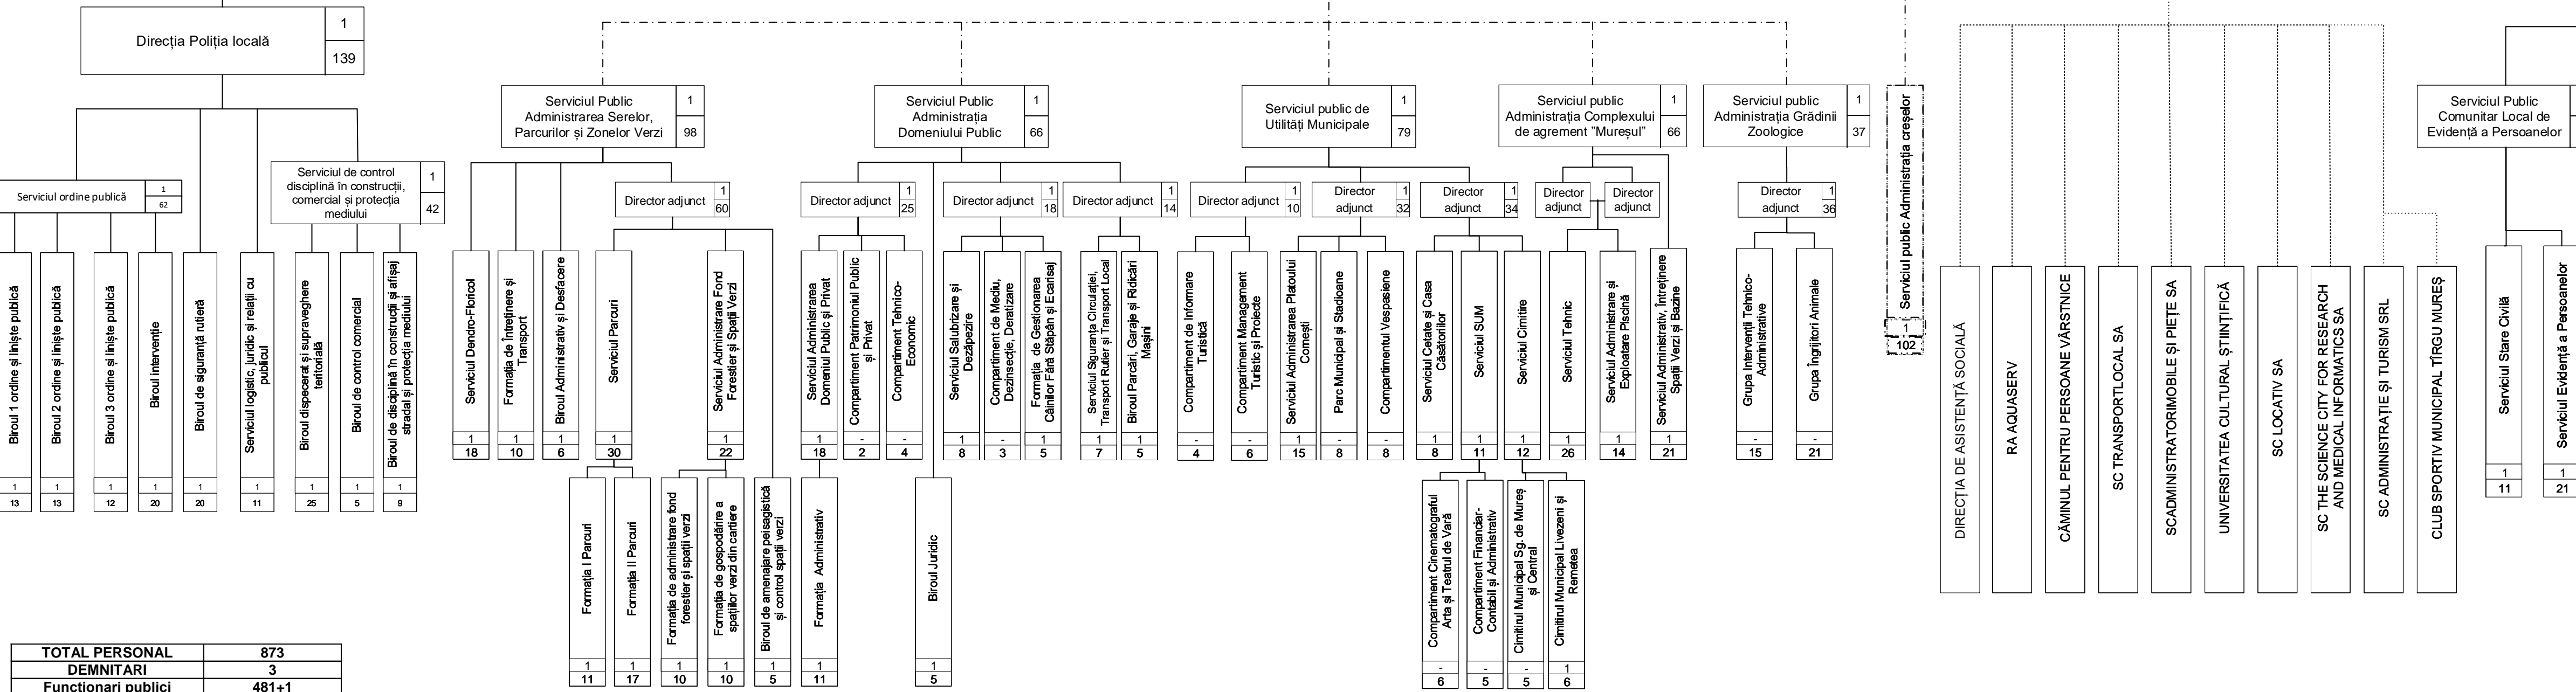 Direcția Poliția locală
1
139
Serviciul ordine publică
1
62
Serviciul de control
disciplină în construcții,
comercial și protecția
mediului
1
42
Biroul 1 ordine și liniște publică
1
13
Biroul 2 ordine și liniște publică
1
13
Biroul 3 ordine și liniște publică
1
12
Biroul intervenție
1
20
Biroul de siguranță rutieră
1
20
Serviciul logistic, juridic și relații cu
publicul
1
11
Biroul dispecerat și supraveghere
teritorială
1
25
Biroul de control comercial
1
5
Biroul de disciplină în construcții și afișaj
stradal și protecția mediului
1
9
Serviciul Public
Administrarea Serelor,
Parcurilor și Zonelor Verzi
1
98
Director adjunct
1
60
Serviciul Dendro-Floricol
1
18
Formația de Întreținere și
Transport
1
10
Biroul Administrativ și Desfacere
1
6
Serviciul Parcuri
1
30
Serviciul Administrare Fond
Forestier și Spații Verzi
1
22
Formația I Parcuri
1
11
Formația II Parcuri
1
17
Formația de administrare fond
forestier și spații verzi
1
10
Formația de gospodărire a
spațiilor verzi din cartiere
1
10
Biroul de amenajare peisagistică
și control spații verzi
1
5
Serviciul Public
Administrația
Domeniului Public
1
66
Director adjunct
1
25
Director adjunct
1
18
Director adjunct
1
14
Serviciul Administrarea
Domeniul Public și Privat
1
18
Compartiment Patrimoniul Public
și Privat
-
2
Compartiment Tehnico-
Economic
-
4
Serviciul Salubrizare și
Dezăpezire
1
8
Compartiment de Mediu,
Dezinsecție, Deratizare
-
3
Formația de Gestionarea
Câinilor Fără Stăpân și Ecarisaj
1
5
Serviciul Siguranța Circulației,
Transport Rutier și Transport Local
1
7
Biroul Parcări, Garaje și Ridicări
Mașini
1
5
Formația Administrativ
1
11
Biroul Juridic
1
5
Serviciul public de
Utilități Municipale
1
79
Director adjunct
1
10
Director
adjunct
1
32
Director
adjunct
1
34
Compartiment de Informare
Turistică
-
4
Compartiment Management
Turistic și Proiecte
-
6
Serviciul Administrarea Platoului
Cornești
1
15
Parc Municipal și Stadioane
-
8
Compartimentul Vespasiene
-
8
Serviciul Cetate și Casa
Căsătoriilor
1
8
Serviciul SUM
1
11
Serviciul Cimitire
1
12
Compartiment Cinematograful
Arta și Teatrul de Vară
-
6
Compartiment Financiar-
Contabil și Administrativ
-
5
Cimitirul Municipal Sg. de Mureș
și Central
-
5
Cimitirul Municipal Livezeni și
Remetea
1
6
Serviciul public
Administrația Complexului
de agrement ”Mureșul”
1
66
Director
adjunct
Director
adjunct
Serviciul Tehnic
1
26
Serviciul Administrare și
Exploatare Piscină
1
14
Serviciul Administrativ, Întreținere
Spații Verzi și Bazine
1
21
Serviciul public
Administrația Grădinii
Zoologice
1
37
Director
adjunct
1
36
Grupa Intervenții Tehnico-
Administrative
-
15
Grupa Îngrijitori Animale
-
21
Serviciul public Administrația creșelor
1
102
DIRECȚIA DE ASISTENȚĂ SOCIALĂ
RA AQUASERV
CĂMINUL PENTRU PERSOANE VÂRSTNICE
SC TRANSPORTLOCAL SA
SCADMINISTRATORIMOBILE ȘI PIEȚE SA
UNIVERSITATEA CULTURAL ȘTIINȚIFICĂ
SC LOCATIV SA
SC THE SCIENCE CITY FOR RESEARCH
AND MEDICAL INFORMATICS SA
SC ADMINISTRAȚIE ȘI TURISM SRL
CLUB SPORTIV MUNICIPAL TÎRGU MUREȘ
Serviciul Public
Comunitar Local de
Evidență a Persoanelor
Serviciul Stare Civilă
1
11
Serviciul Evidență a Persoanelor
1
21
TOTAL PERSONAL 873
DEMNITARI 3
Funcționari publici 481+1